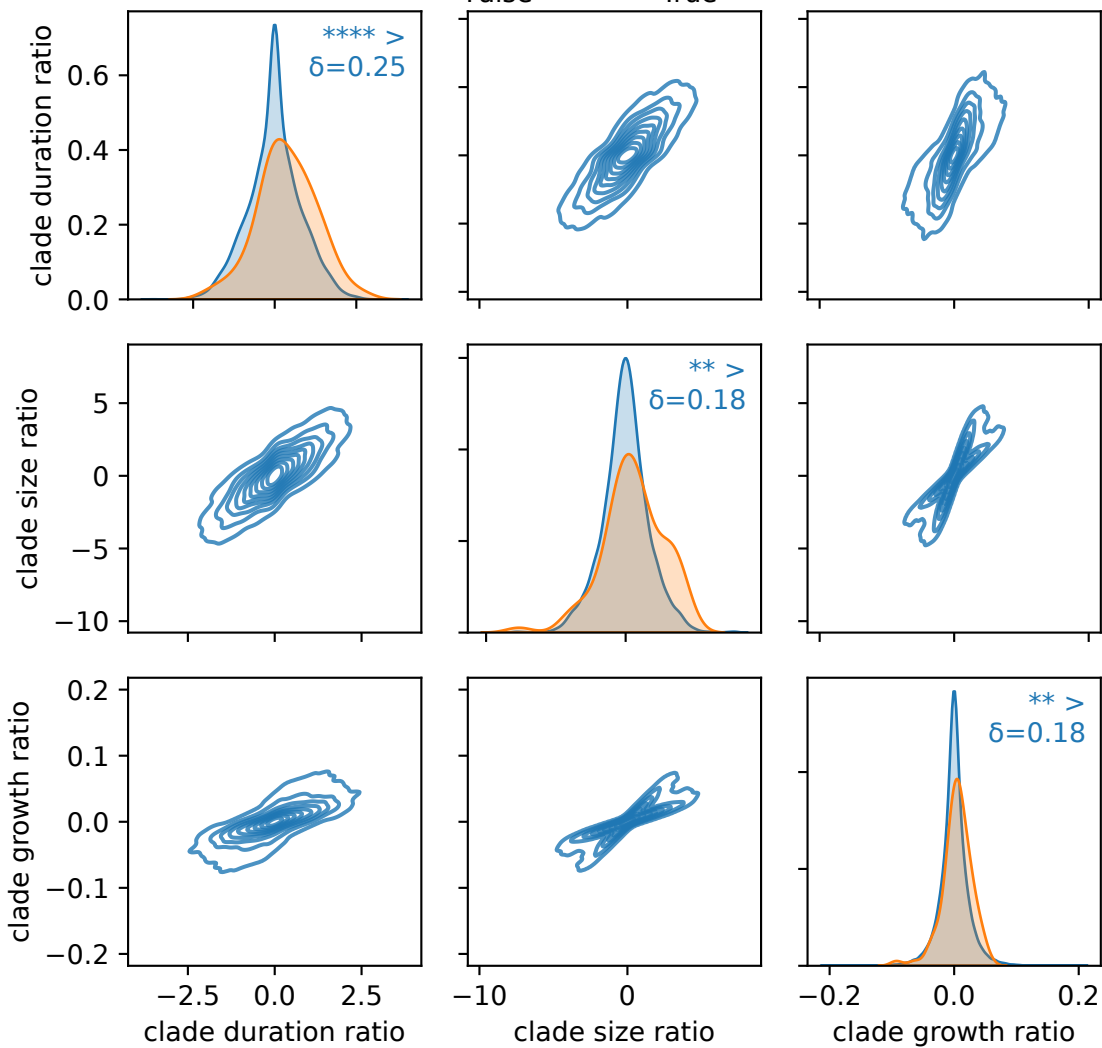 clade duration ratio
0.6
0.4
0.2
0.0
**** >
δ=0.25
clade size ratio
5
0
−5
−10
** >
δ=0.18
clade growth ratio
0.2
0.1
0.0
−0.1
−0.2
** >
δ=0.18
−2.5
0.0
2.5
−10
0
−0.2
0.0
0.2
clade duration ratio
clade size ratio
clade growth ratio